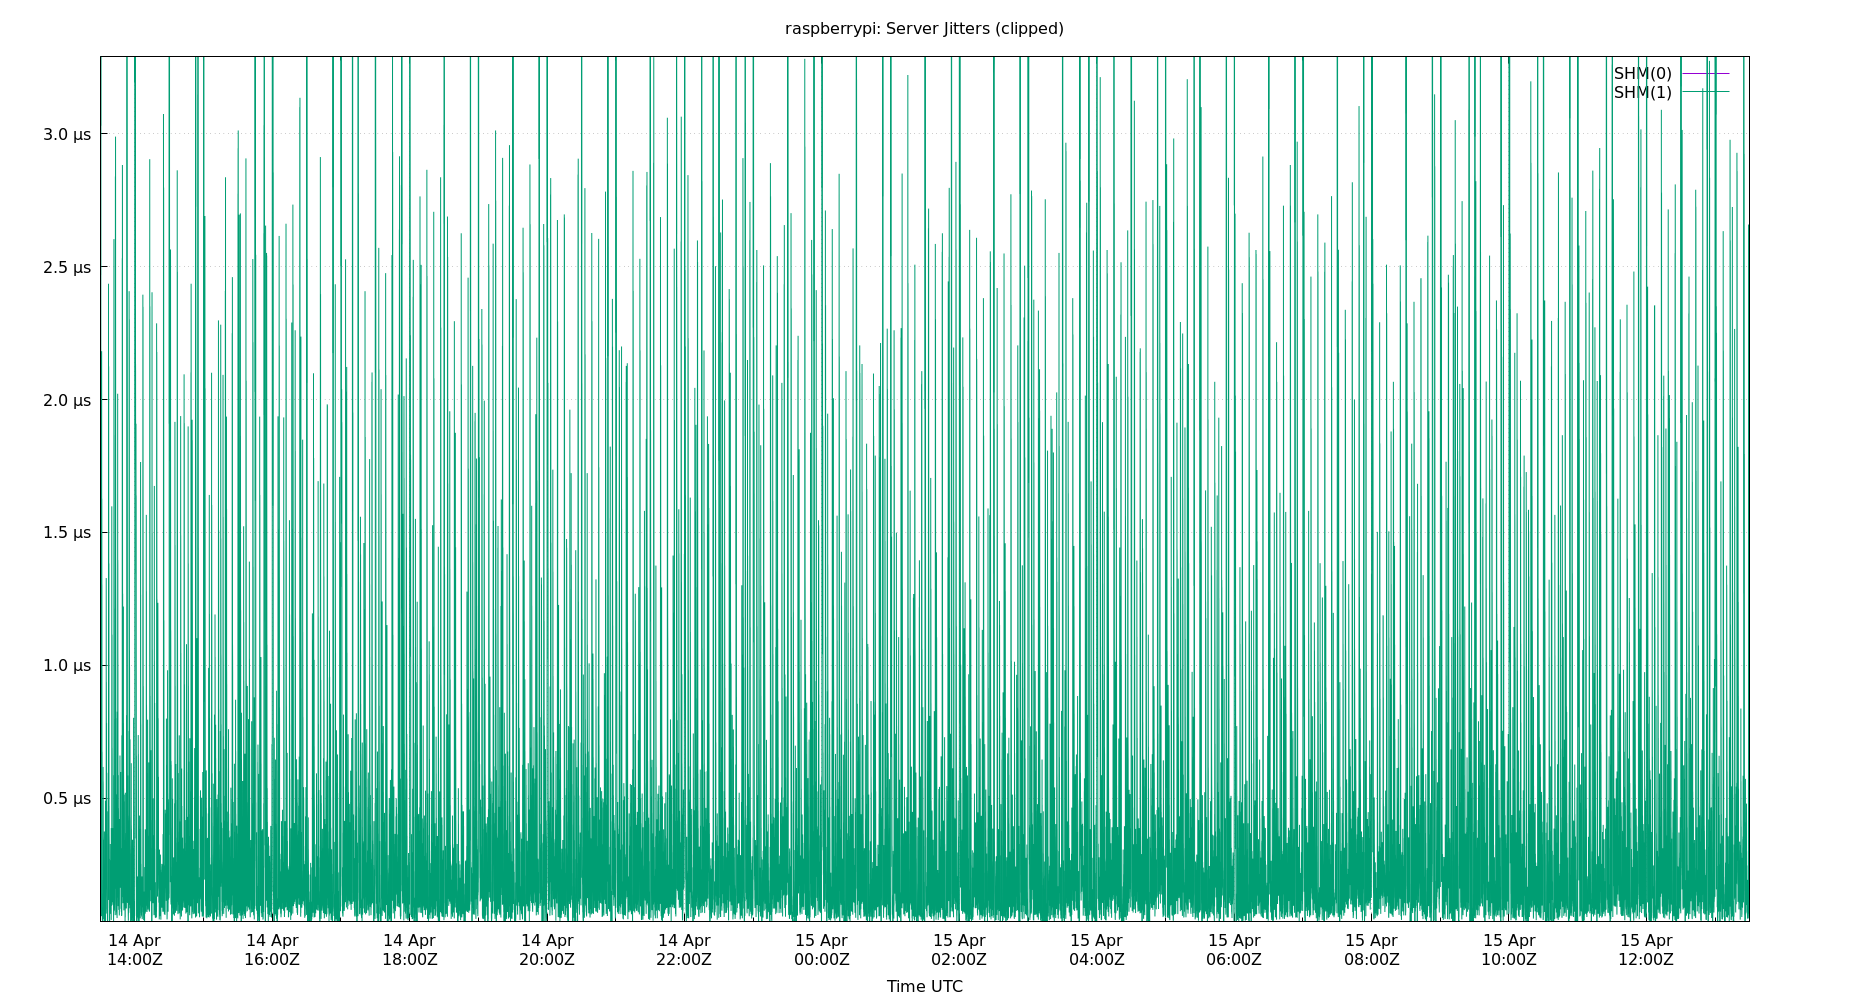 raspberrypi: Server Jitters (clipped)
SHM(0)
SHM(1)
3.0 µs
2.5 µs
2.0 µs
1.5 µs
1.0 µs
0.5 µs
14 Apr 14 Apr 14 Apr 14 Apr 14 Apr 15 Apr 15 Apr 15 Apr 15 Apr 15 Apr 15 Apr 15 Apr
14:00Z 16:00Z 18:00Z 20:00Z 22:00Z 00:00Z 02:00Z 04:00Z 06:00Z 08:00Z 10:00Z 12:00Z
Time UTC